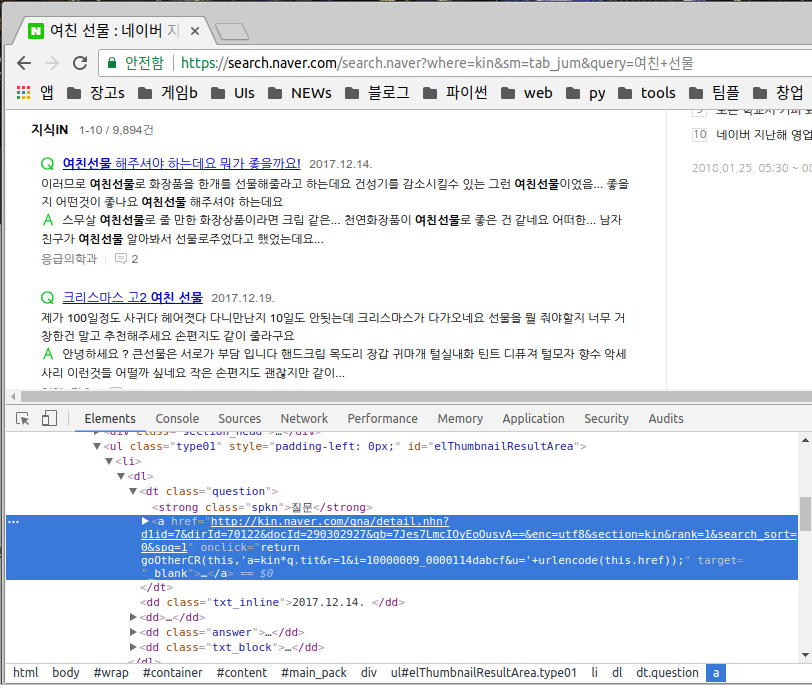 여친 선물 : 네이버 지
안전함 https://search.naver.com/search.naver?where=kin&sm=tab_jum&query=여친+선물
앱 장고s 게임b UIs NEWs 블로그 파이썬 web py tools 팀플 창업
지식iN 1-10 / 9,894건
10 네이버 지난해 영업
2018.01.25. 05:30 ~ 08
Q 여친선물 해주셔야 하는데요 뭐가 좋을까요! 2017.12.14.
이러므로 여친선물로 화장품을 한개를 선물해줄라고 하는데요 건성기를 감소시킬수 있는 그런 여친선물이었음... 좋을
지 어떤것이 좋나요 여친선물 해주셔야 하는데요
A 스무살 여친선물로 줄 만한 화장상품이라면 크림 같은... 천연화장품이 여친선물로 좋은 건 같네요 어떠한... 남자
친구가 여친선물 알아봐서 선물로주었다고 했었는데요...
응급의학과 2
Q 크리스마스 고2 여친 선물 2017.12.19.
제가 100일정도 사귀다 헤어졋다 다니만난지 10일도 안됫는데 크리스마스가 다가오네요 선물을 뭘 줘야할지 너무 거
창한건 말고 추천해주세요 손편지도 같이 줄라구요
A 안녕하세요 ? 큰선물은 서로가 부담 입니다 핸드크림 목도리 장갑 귀마개 털실내화 틴트 디퓨져 털모자 향수 악세
사리 이런것들 어떨까 싶네요 작은 손편지도 괜찮지만 같이...
Elements Console Sources Network Performance Memory Application Security Audits
<div class="section_head">…</div>
<ul class="type01" style="padding-left: 0px;" id="elThumbnailResultArea">
<li>
<dl>
<dt class="question">
<strong class="spkn">질문</strong>
<a href="http://kin.naver.com/qna/detail.nhn?
d1id=7&dirId=70122&docId=290302927&qb=7Jes7LmcIOyEoOusvA==&enc=utf8&section=kin&rank=1&search_sort=
0&spq=1" onclick="return
goOtherCR(this,'a=kin*q.tit&r=1&i=10000009_0000114dabcf&u='+urlencode(this.href));" target=
"_blank">…</a> == $0
</dt>
<dd class="txt_inline">2017.12.14. </dd>
<dd>…</dd>
<dd class="answer">…</dd>
<dd class="txt_block">…</dd>
</dl>
html body #wrap #container #content #main_pack div ul#elThumbnailResultArea.type01 li dl dt.question a